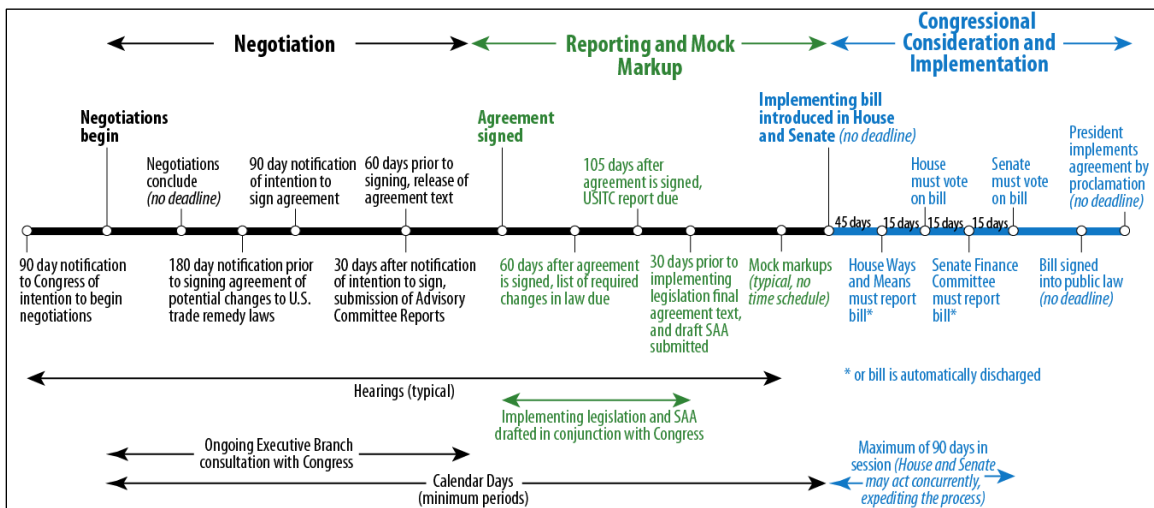 Negotiation
Reporting and Mock
Markup
Congressional
Consideration and
Implementation
Negotiations
begin
Agreement
signed
Implementing bill
introduced in House
and Senate (no deadline)
Negotiations
conclude
(no deadline)
90 day notification
of intention to
sign agreement
60 days prior to
signing, release of
agreement text
105 days after
agreement is signed,
USITC report due
House
must vote
on bill
Senate
must vote
on bill
President
implements
agreement by
proclamation
(no deadline)
45 days
15 days
15 days
15 days
90 day notification
to Congress of
intention to begin
negotiations
180 day notification prior
to signing agreement of
potential changes to U.S.
trade remedy laws
30 days after notification
of intention to sign,
submission of Advisory
Committee Reports
60 days after agreement
is signed, list of required
changes in law due
30 days prior to
implementing
legislation final
agreement text,
and draft SAA
submitted
Mock markups
(typical, no
time schedule)
House Ways
and Means
must report
bill*
Senate Finance
Committee
must report
bill*
Bill signed
into public law
(no deadline)
Hearings (typical)
* or bill is automatically discharged
Implementing legislation and SAA
drafted in conjunction with Congress
Ongoing Executive Branch
consultation with Congress
Calendar Days
(minimum periods)
Maximum of 90 days in
session (House and Senate
may act concurrently,
expediting the process)